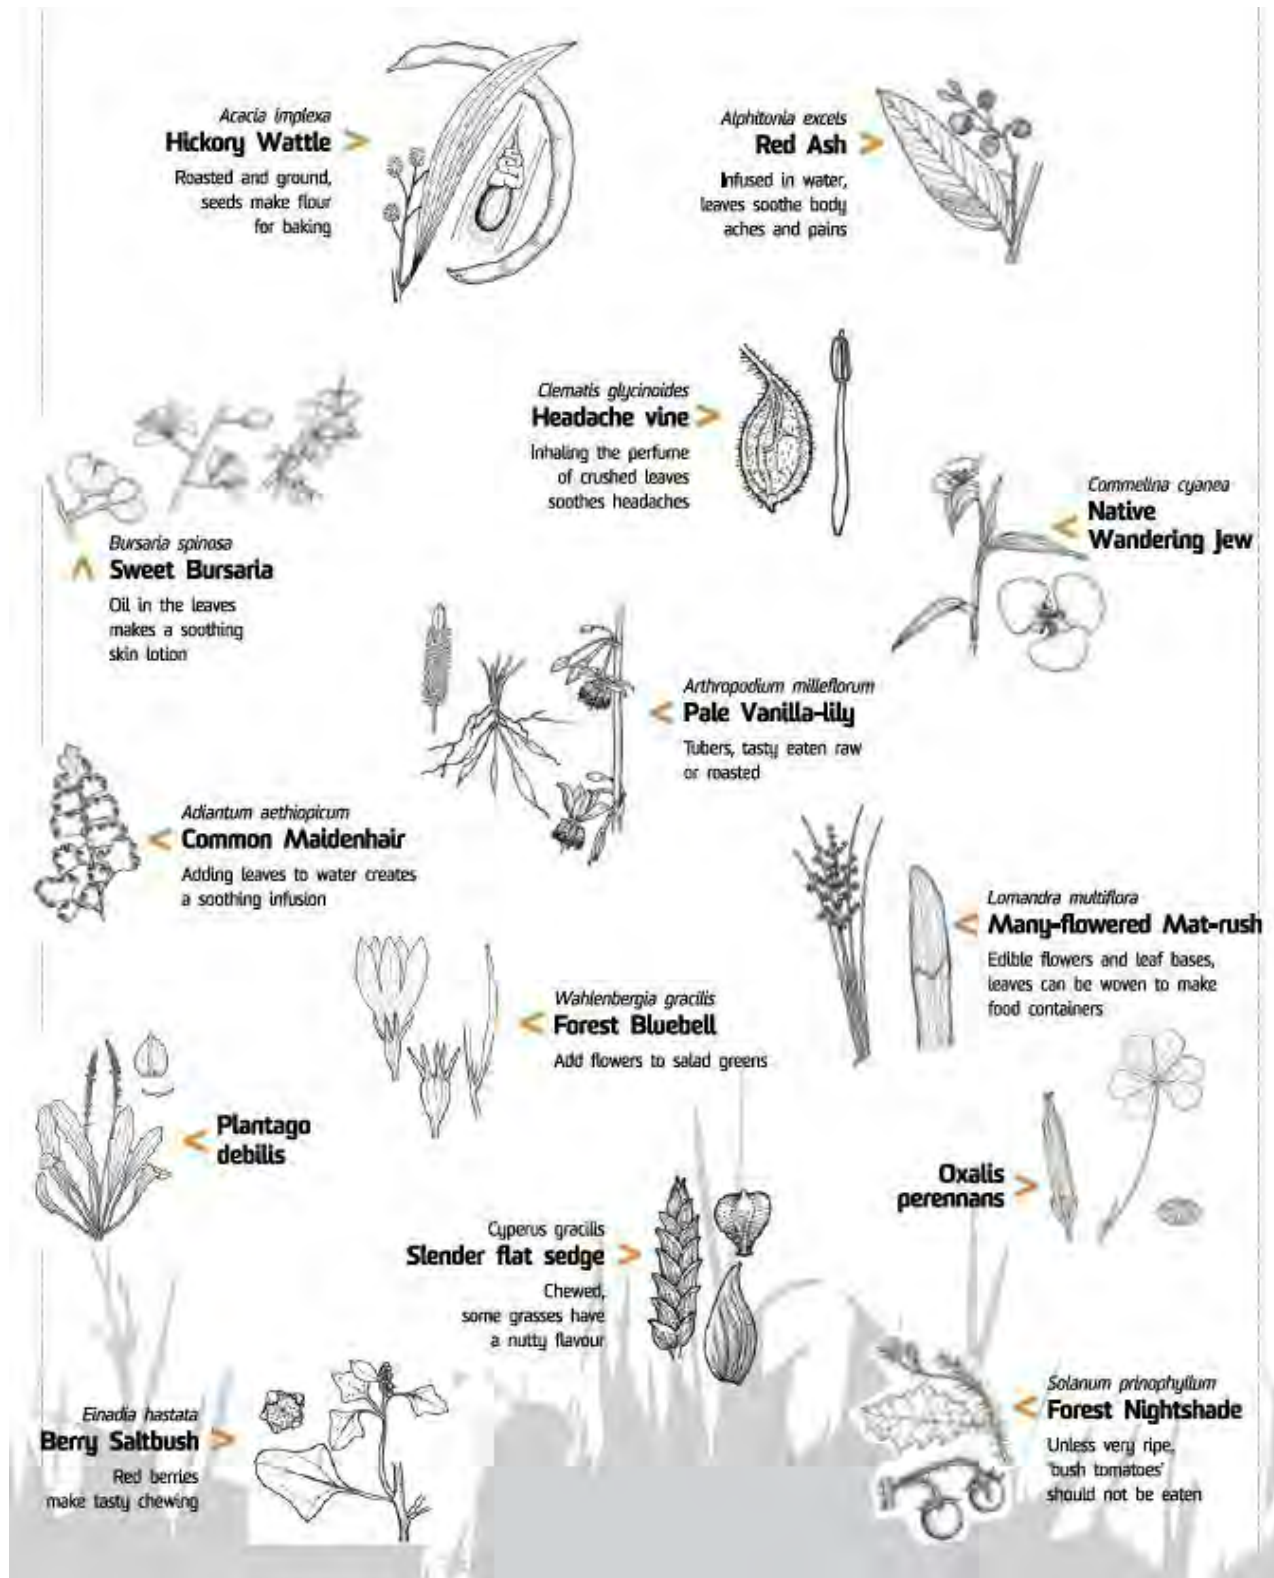 Acacia implexa
Hickory Wattle
Roasted and ground,
seeds make flour
for baking
Alphitonia excels
Red Ash
Infused in water,
leaves soothe body
aches and pains
Clematis glycinoides
Headache vine
Inhaling the perfume
of crushed leaves
soothes headaches
Commelina cyanea
Native
Wandering Jew
Bursaria spinosa
Sweet Bursaria
Oil in the leaves
makes a soothing
skin lotion
Arthropodium milleflorum
Pale Vanilla-lily
Tubers, tasty eaten raw
or roasted
Adiantum aethiopicum
Common Maidenhair
Adding leaves to water creates
a soothing infusion
Lomandra multiflora
Many-flowered Mat-rush
Edible flowers and leaf bases,
leaves can be woven to make
food containers
Wahlenbergia gracilis
Forest Bluebell
Add flowers to salad greens
Plantago
debilis
Oxalis
perennans
Cyperus gracilis
Slender flat sedge
Chewed,
some grasses have
a nutty flavour
Einadia hastata
Berry Saltbush
Red berries
make tasty chewing
Solanum prinophyllum
Forest Nightshade
Unless very ripe,
'bush tomatoes'
should not be eaten